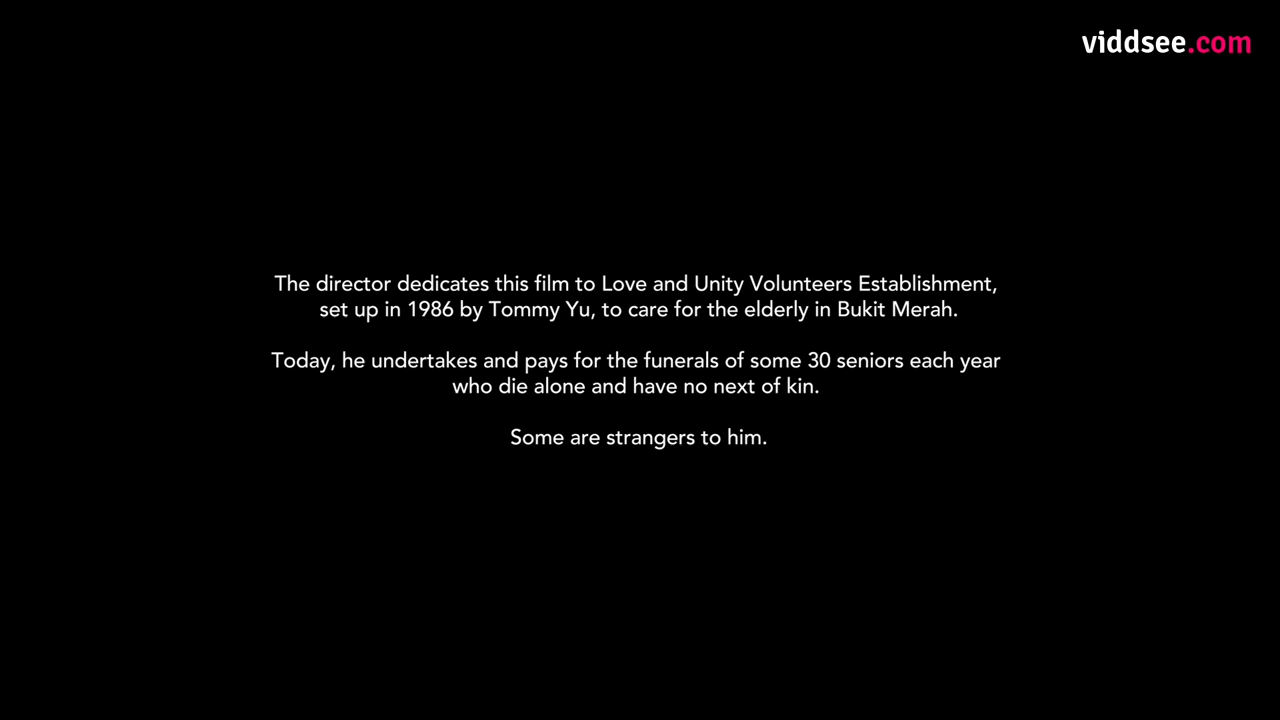 viddsee.com
The director dedicates this film to Love and Unity Volunteers Establishment,
set up in 1986 by Tommy Yu, to care for the elderly in Bukit Merah.
Today, he undertakes and pays for the funerals of some 30 seniors each year
who die alone and have no next of kin.
Some are strangers to him.